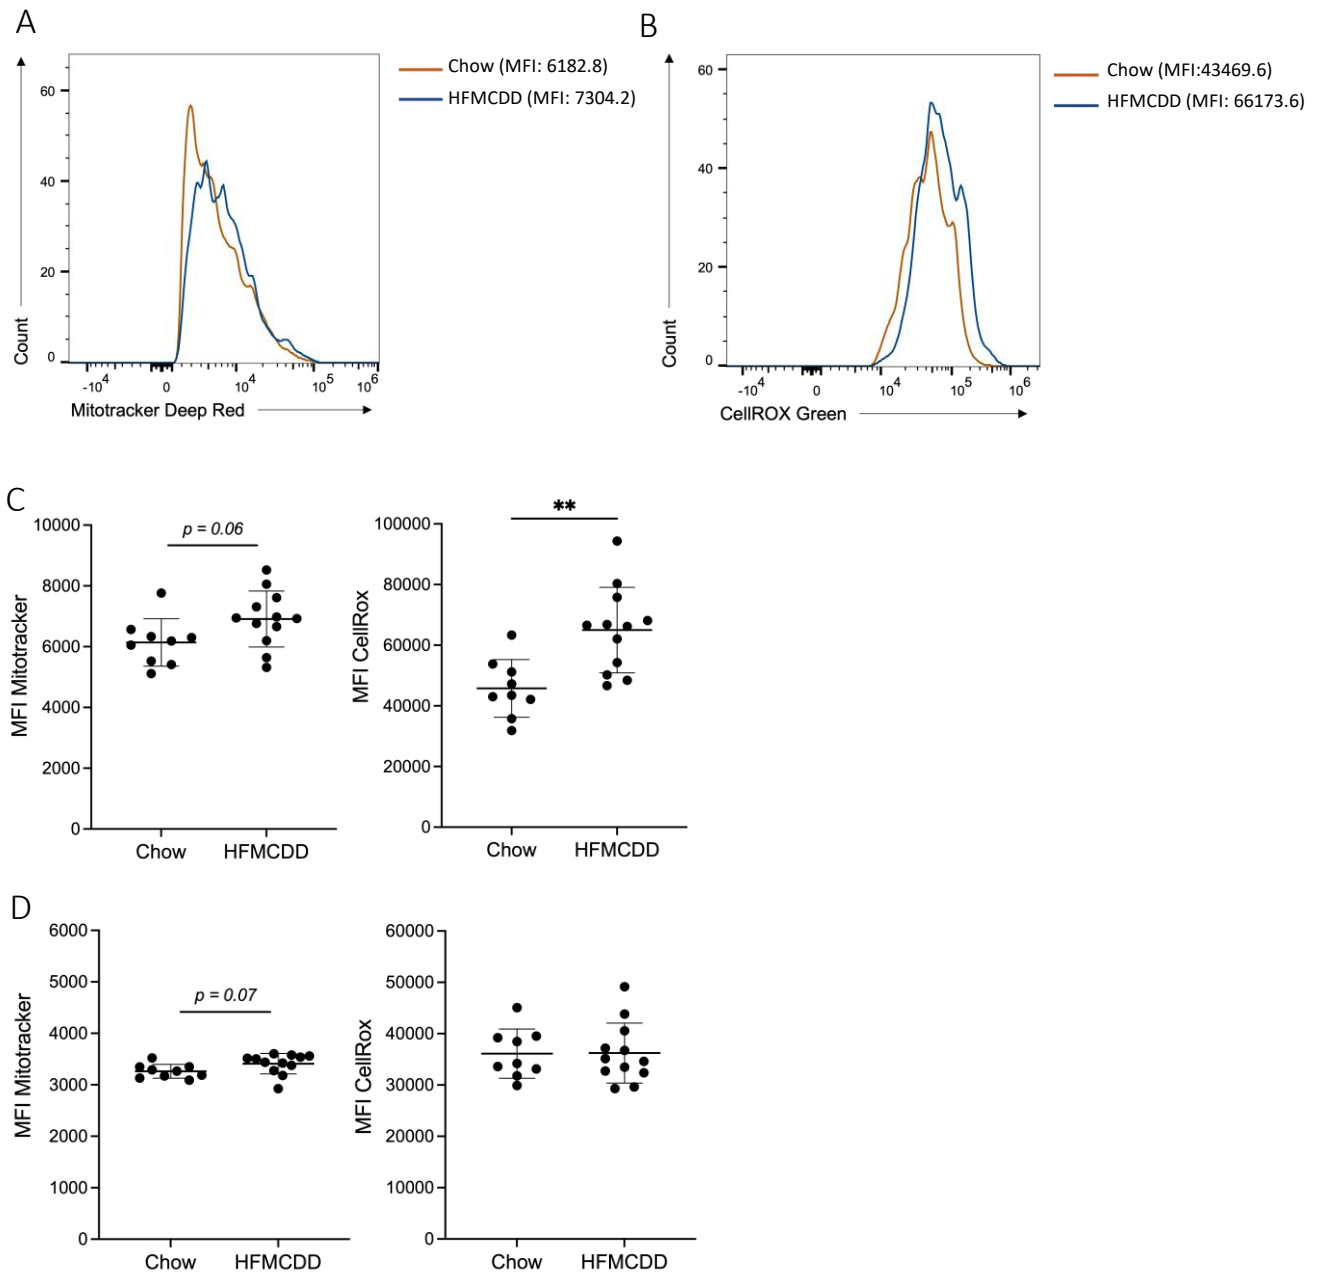 A
60
40
20
0
Count
-10^4
0
10^4
10^5
10^6
Mitotracker Deep Red
Chow (MFI: 6182.8)
HFMCDD (MFI: 7304.2)
B
60
40
20
0
Count
-10^4
0
10^4
10^5
10^6
CellROX Green
Chow (MFI:43469.6)
HFMCDD (MFI: 66173.6)
C
10000
8000
6000
4000
2000
0
MFI Mitotracker
p = 0.06
Chow
HFMCDD
100000
80000
60000
40000
20000
0
MFI CellRox
**
Chow
HFMCDD
D
6000
5000
4000
3000
2000
1000
0
MFI Mitotracker
p = 0.07
Chow
HFMCDD
60000
50000
40000
30000
20000
10000
0
MFI CellRox
Chow
HFMCDD